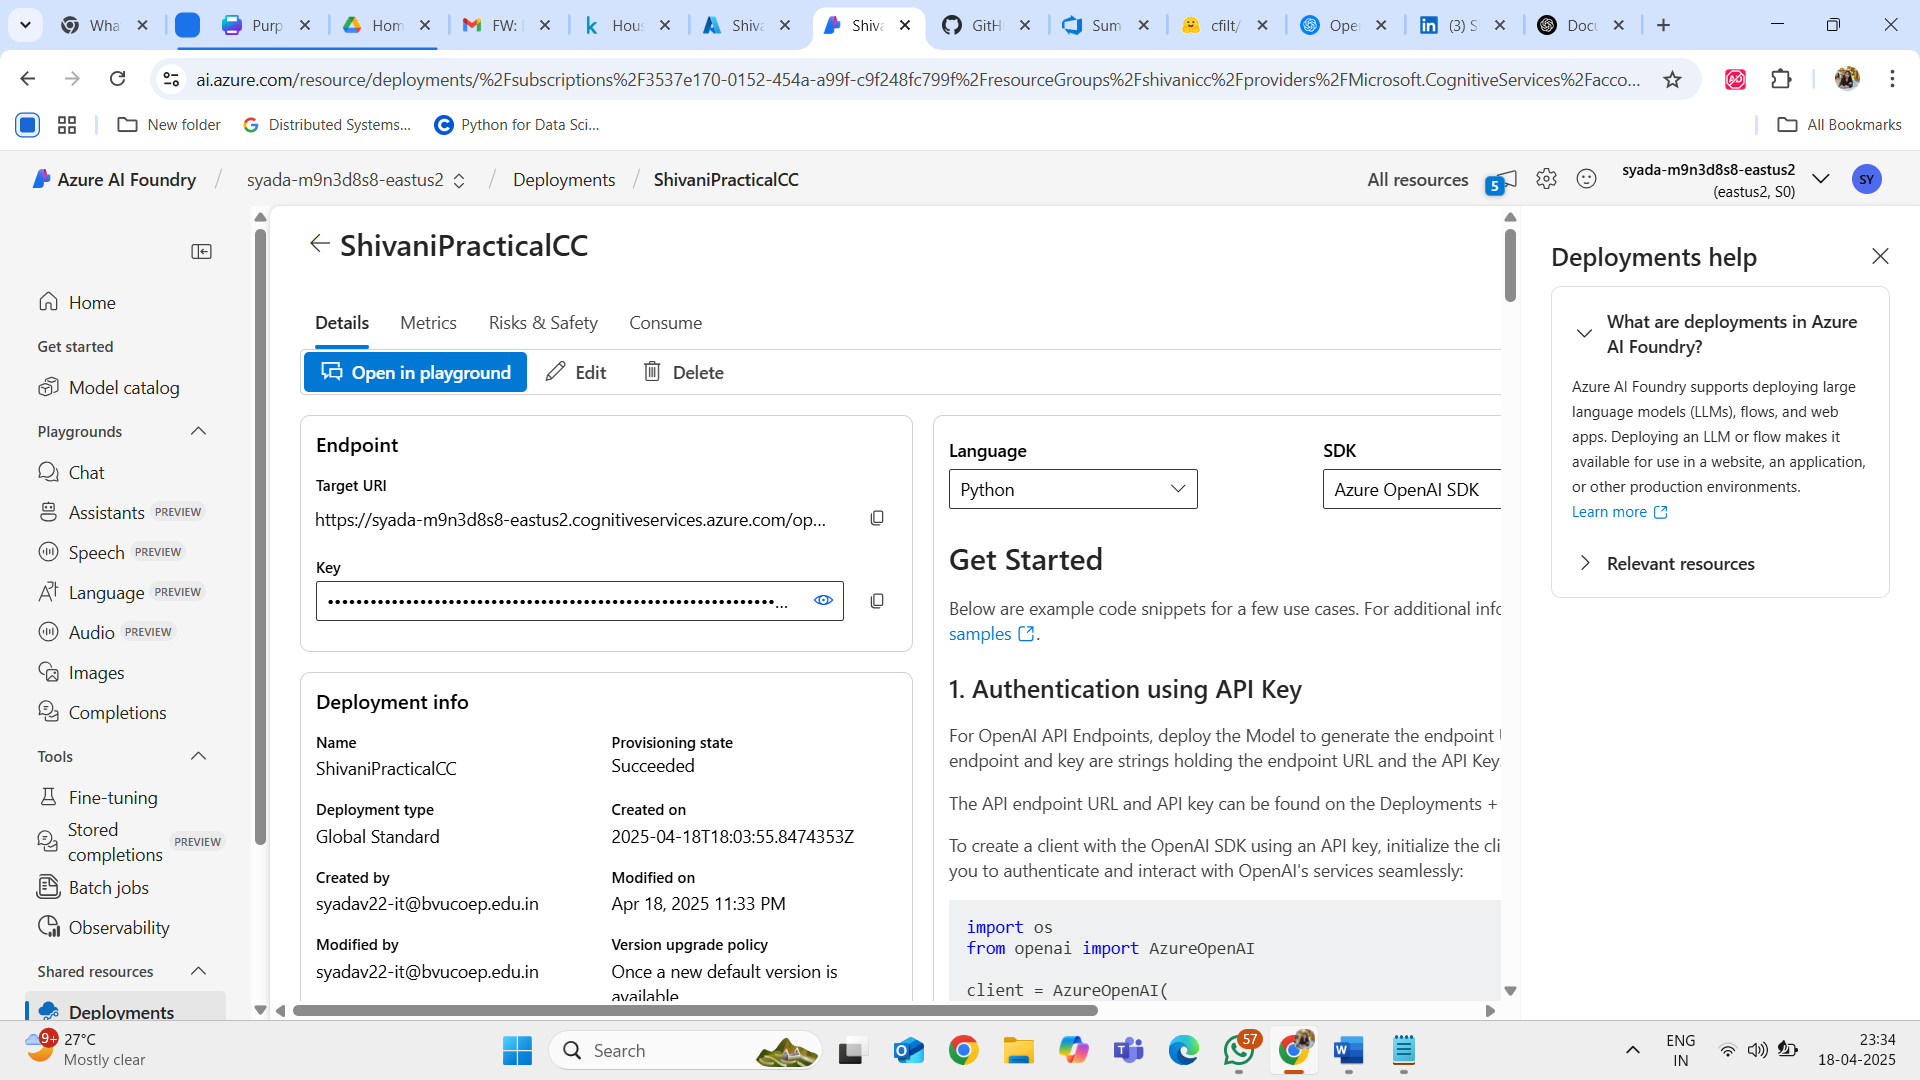 Wha
Purp
Hom
FW:
Hous
Shiva
Shiva
GitH
Sum
cfilt/
Open
(3) S
Docu
ai.azure.com/resource/deployments/%2Fsubscriptions%2F3537e170-0152-454a-a99f-c9f248fc799f%2FresourceGroups%2Fshivanicc%2Fproviders%2FMicrosoft.CognitiveServices%2Facco...
New folder
Distributed Systems...
Python for Data Sci...
All Bookmarks
Azure AI Foundry / syada-m9n3d8s8-eastus2 / Deployments / ShivaniPracticalCC
All resources
5
syada-m9n3d8s8-eastus2
(eastus2, S0)
SY
Home
Get started
Model catalog
Playgrounds
Chat
Assistants PREVIEW
Speech PREVIEW
Language PREVIEW
Audio PREVIEW
Images
Completions
Tools
Fine-tuning
Stored
completions PREVIEW
Batch jobs
Observability
Shared resources
Deployments
ShivaniPracticalCC
Details Metrics Risks & Safety Consume
Open in playground Edit Delete
Endpoint
Target URI
https://syada-m9n3d8s8-eastus2.cognitiveservices.azure.com/op...
Key
••••••••••••••••••••••••••••••••••••••••••••••••••••••••••••••••...
Deployment info
Name
ShivaniPracticalCC
Provisioning state
Succeeded
Deployment type
Global Standard
Created on
2025-04-18T18:03:55.8474353Z
Created by
syadav22-it@bvucoep.edu.in
Modified on
Apr 18, 2025 11:33 PM
Modified by
syadav22-it@bvucoep.edu.in
Version upgrade policy
Once a new default version is
available
Language
Python
SDK
Azure OpenAI SDK
Get Started
Below are example code snippets for a few use cases. For additional info
samples .
1. Authentication using API Key
For OpenAI API Endpoints, deploy the Model to generate the endpoint
endpoint and key are strings holding the endpoint URL and the API Key.
The API endpoint URL and API key can be found on the Deployments +
To create a client with the OpenAI SDK using an API key, initialize the cli
you to authenticate and interact with OpenAI's services seamlessly:
import os
from openai import AzureOpenAI
client = AzureOpenAI(
Deployments help
What are deployments in Azure
AI Foundry?
Azure AI Foundry supports deploying large
language models (LLMs), flows, and web
apps. Deploying an LLM or flow makes it
available for use in a website, an application,
or other production environments.
Learn more
Relevant resources
9+
27°C
Mostly clear
Search
57
ENG
IN
23:34
18-04-2025